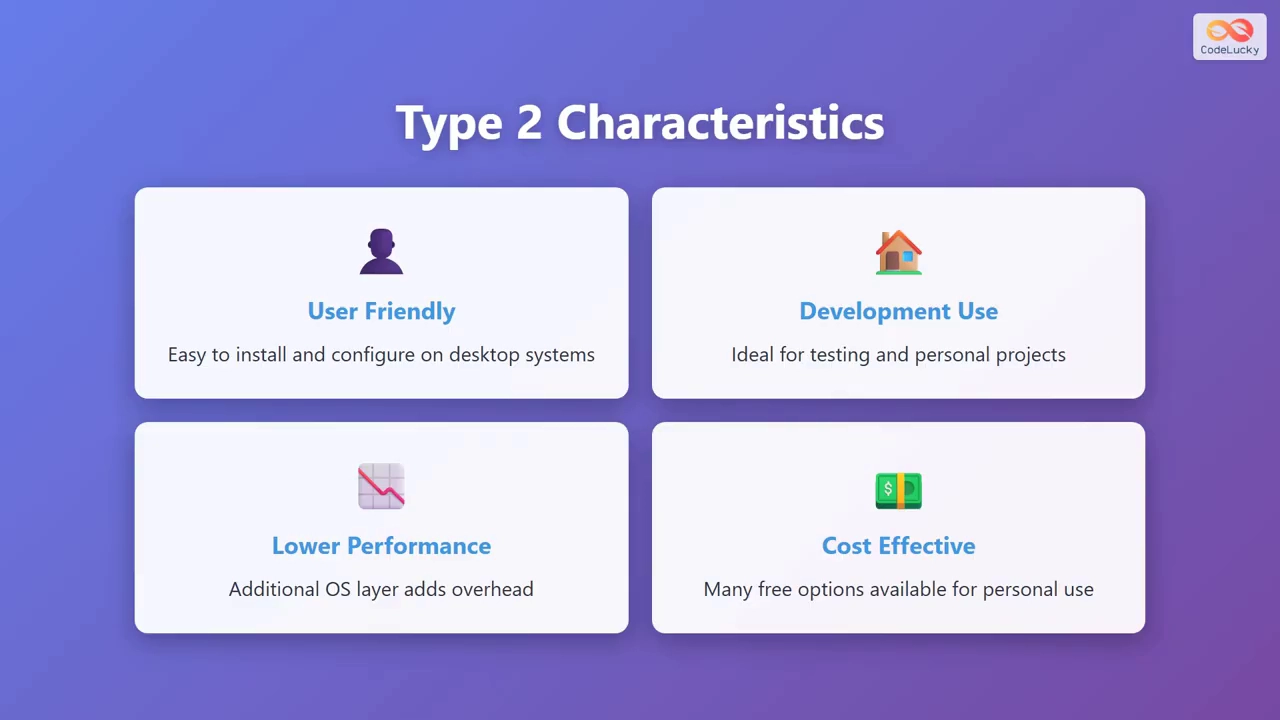 CodeLucky
Type 2 Characteristics
User Friendly
Easy to install and configure on desktop systems
Development Use
Ideal for testing and personal projects
Lower Performance
Additional OS layer adds overhead
$
Cost Effective
Many free options available for personal use